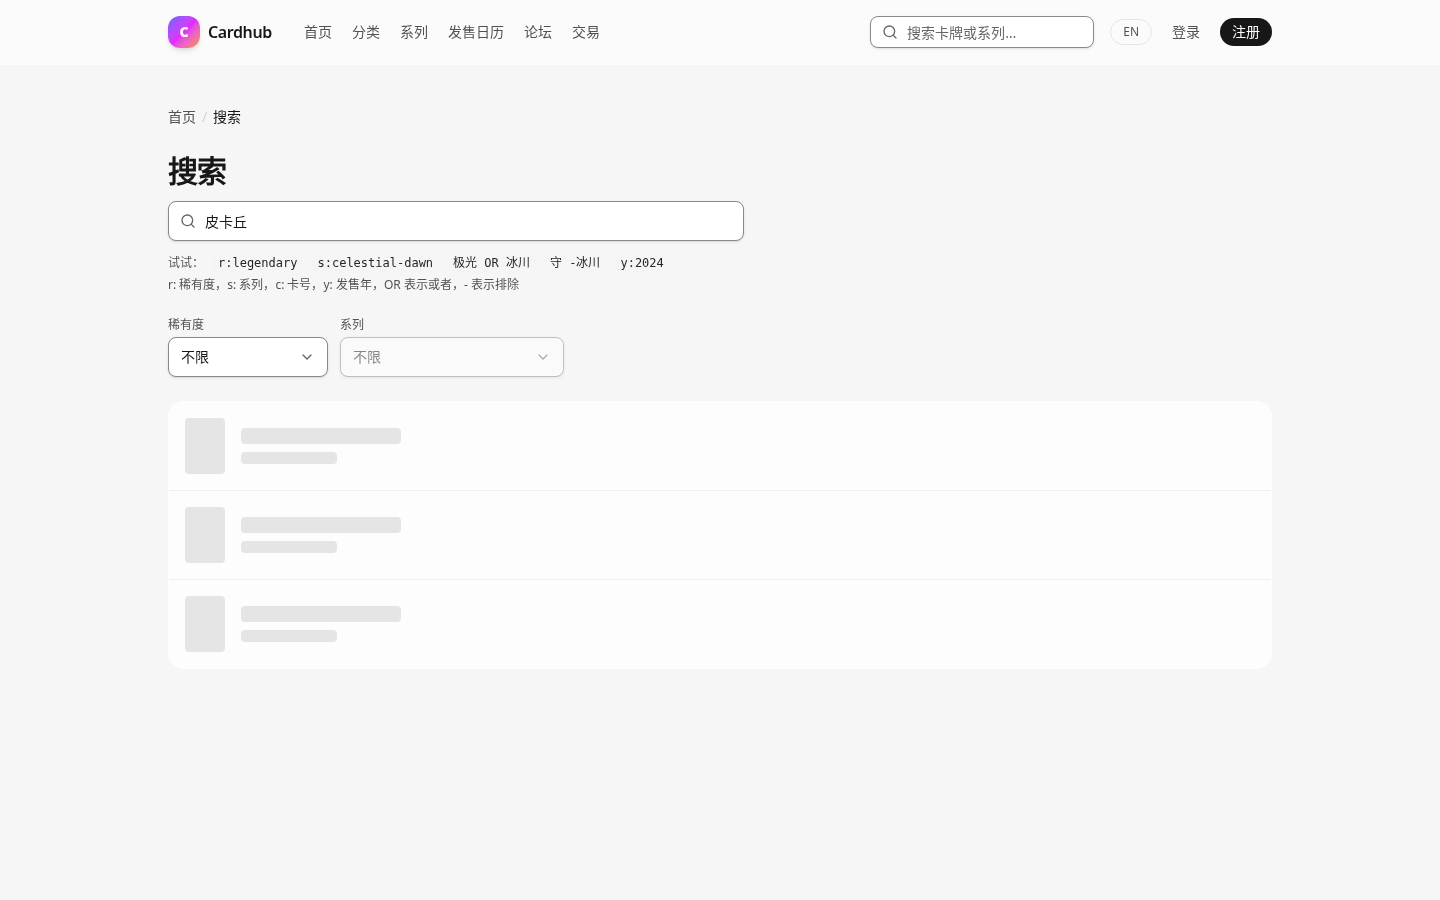 C Cardhub 首页 分类 系列 发售日历 论坛 交易 搜索卡牌或系列... EN 登录 注册
首页 / 搜索
搜索
皮卡丘
试试： r:legendary s:celestial-dawn 极光 OR 冰川 守 -冰川 y:2024
r: 稀有度，s: 系列，c: 卡号，y: 发售年，OR 表示或者，- 表示排除
稀有度 系列
不限 不限